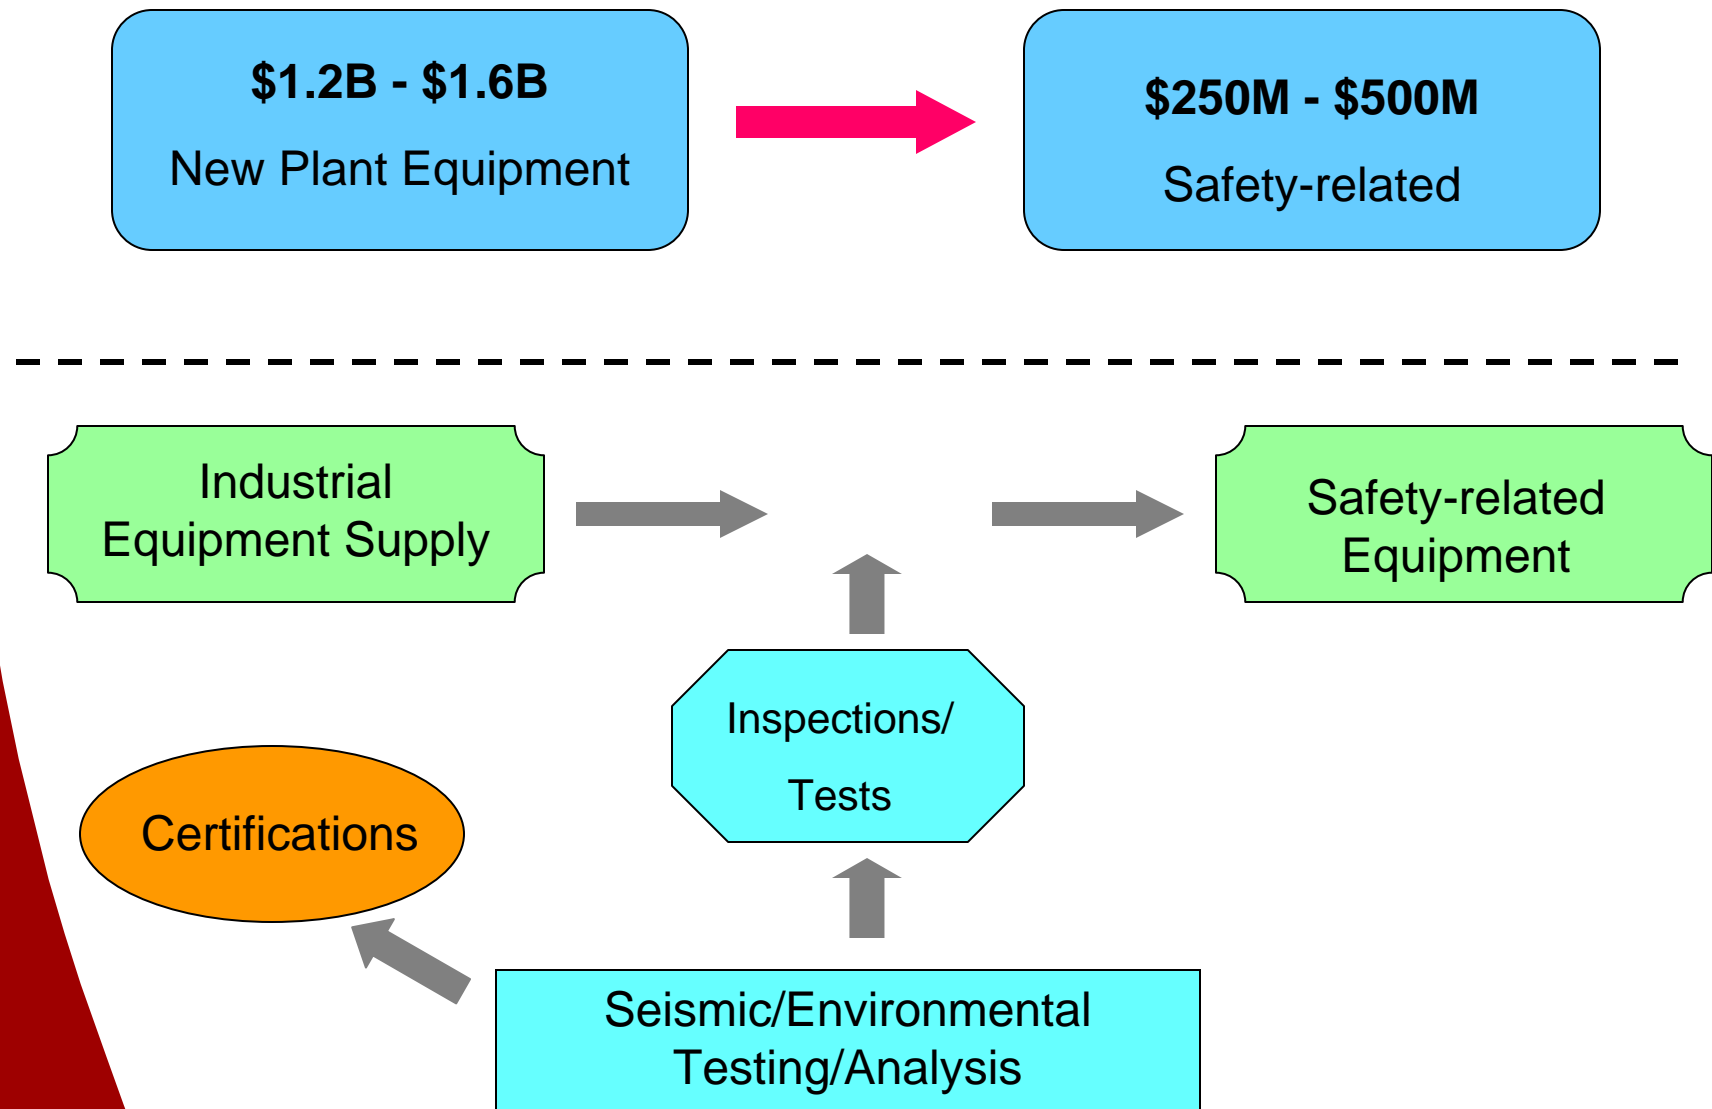 $1.2B - $1.6B
New Plant Equipment
$250M - $500M
Safety-related
Industrial
Equipment Supply
Safety-related
Equipment
Inspections/
Tests
Certifications
Seismic/Environmental
Testing/Analysis